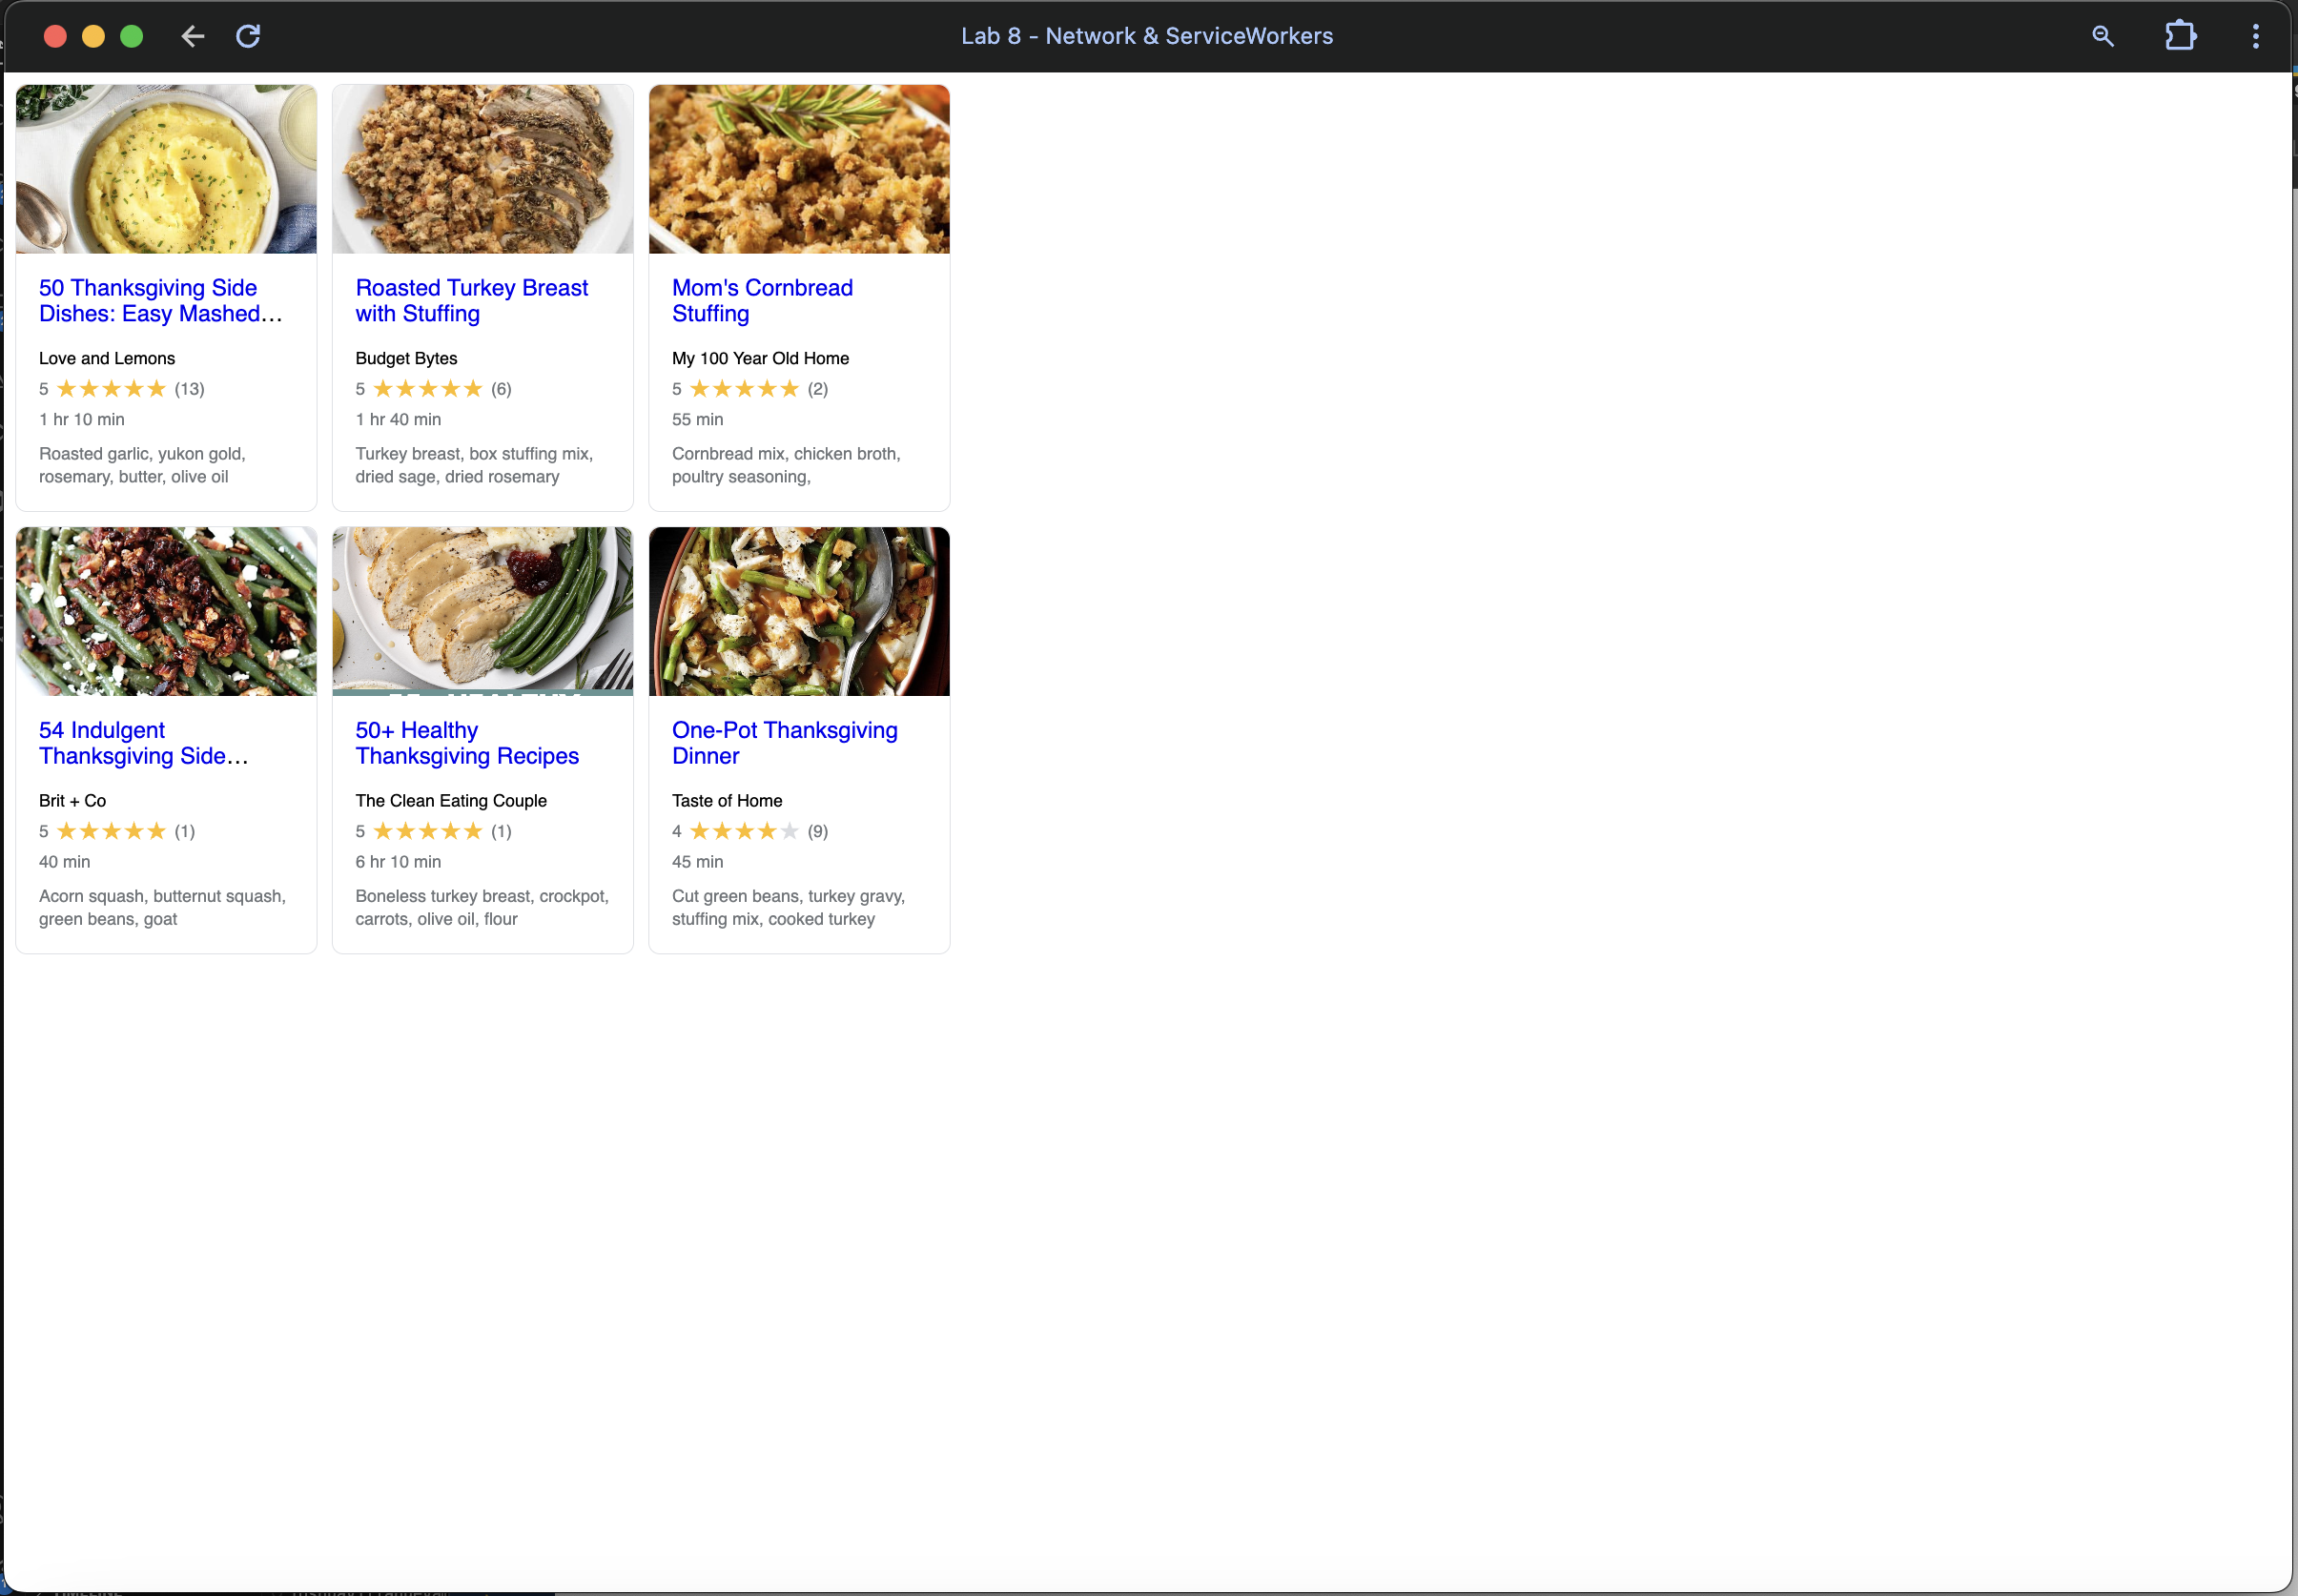 Lab 8 - Network & ServiceWorkers
50 Thanksgiving Side
Dishes: Easy Mashed...
Love and Lemons
5 ★★★★★ (13)
1 hr 10 min
Roasted garlic, yukon gold,
rosemary, butter, olive oil
Roasted Turkey Breast
with Stuffing
Budget Bytes
5 ★★★★★ (6)
1 hr 40 min
Turkey breast, box stuffing mix,
dried sage, dried rosemary
Mom's Cornbread
Stuffing
My 100 Year Old Home
5 ★★★★★ (2)
55 min
Cornbread mix, chicken broth,
poultry seasoning,
54 Indulgent
Thanksgiving Side...
Brit + Co
5 ★★★★★ (1)
40 min
Acorn squash, butternut squash,
green beans, goat
50+ Healthy
Thanksgiving Recipes
The Clean Eating Couple
5 ★★★★★ (1)
6 hr 10 min
Boneless turkey breast, crockpot,
carrots, olive oil, flour
One-Pot Thanksgiving
Dinner
Taste of Home
4 ★★★★★ (9)
45 min
Cut green beans, turkey gravy,
stuffing mix, cooked turkey